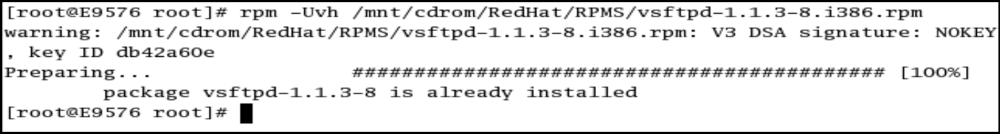 [root@E9576 root]# rpm -Uvh /mnt/cdrom/RedHat/RPMS/vsftpd-1.1.3-8.i386.rpm
warning: /mnt/cdrom/RedHat/RPMS/vsftpd-1.1.3-8.i386.rpm: V3 DSA signature: NOKEY
, key ID db42a60e
Preparing... ########################################### [100%]
package vsftpd-1.1.3-8 is already installed
[root@E9576 root]#